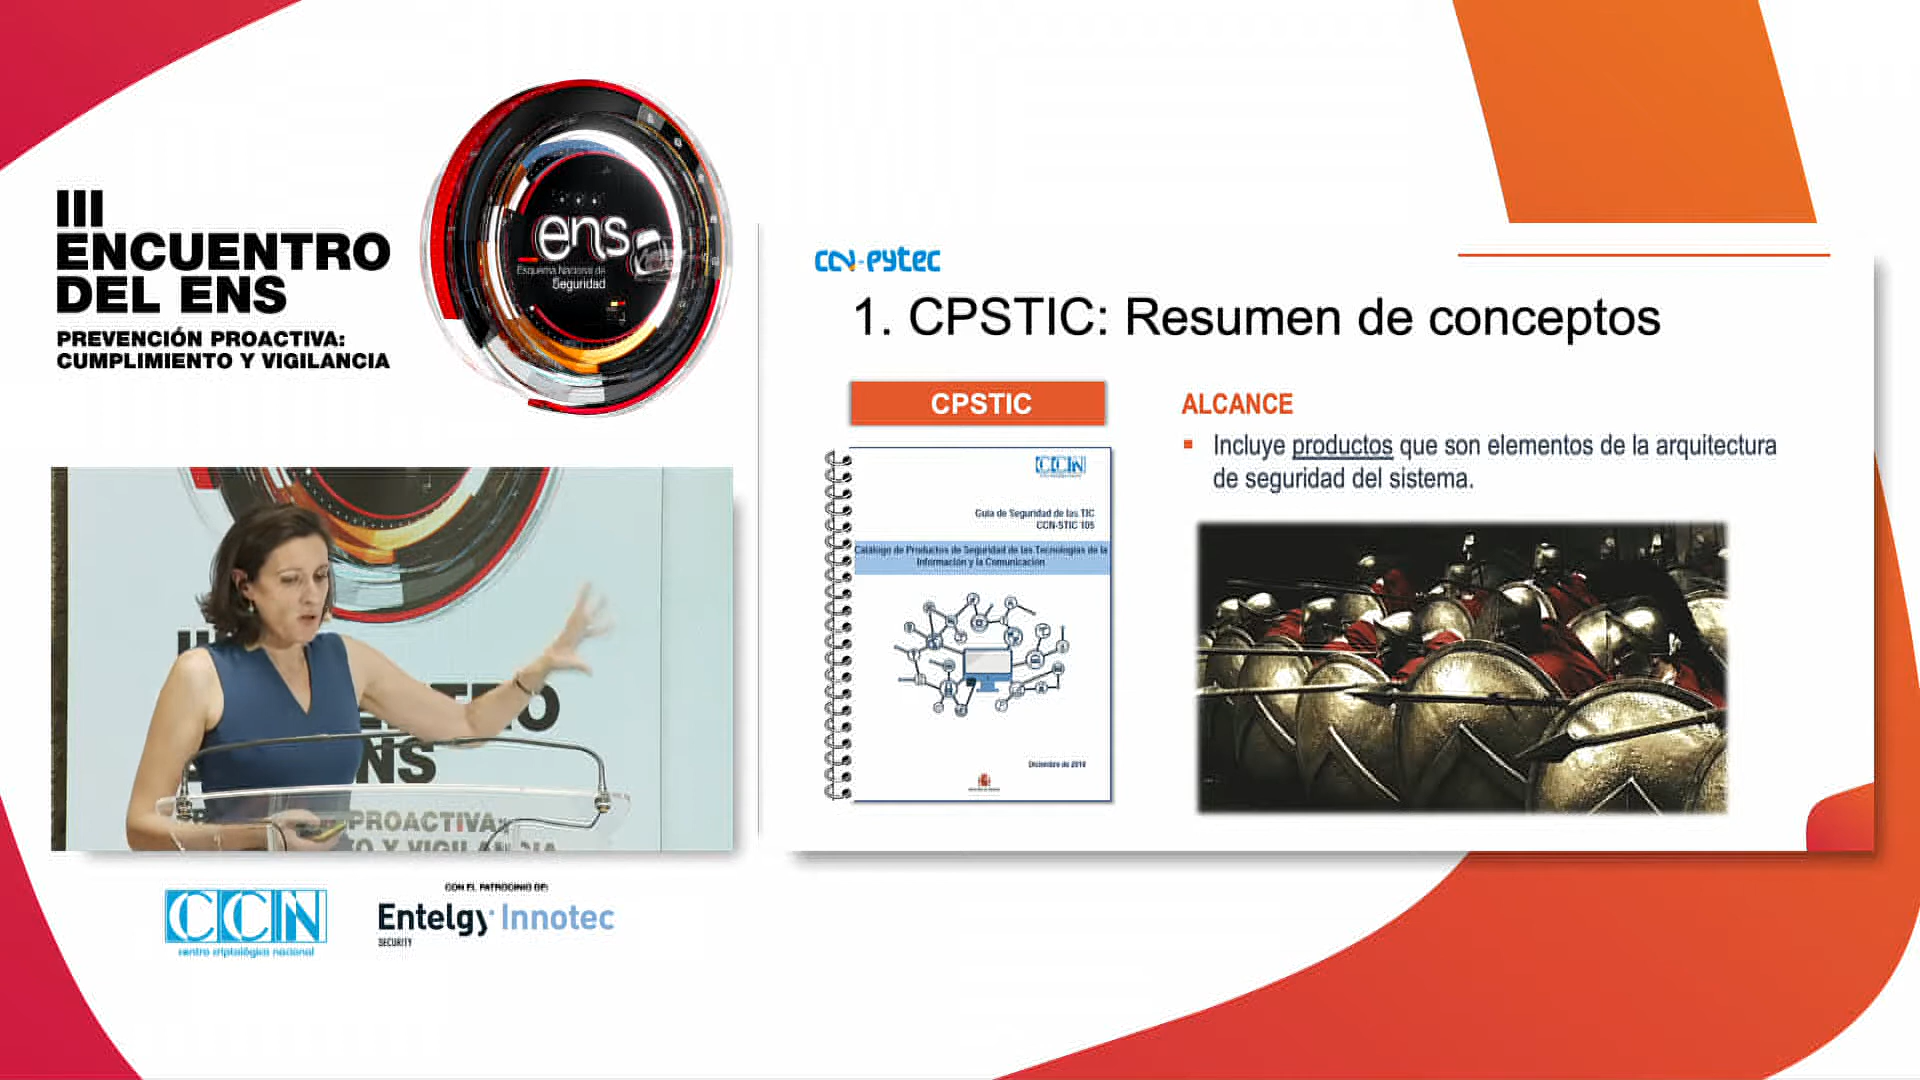 III
ENCUENTRO
DEL ENS
PREVENCIÓN PROACTIVA:
CUMPLIMIENTO Y VIGILANCIA
ens
Esquema Nacional de
Seguridad
PROACTIVA:
CCN
centro criptológico nacional
CON EL PATROCINIO DE:
Entelgy Innotec
SECURITY
CCN-PYTEC
1. CPSTIC: Resumen de conceptos
CPSTIC
CCN
Guía de Seguridad de las TIC
CCN-STIC 105
Catálogo de Productos de Seguridad de las Tecnologías de la
Información y la Comunicación
ALCANCE
▪ Incluye productos que son elementos de la arquitectura
de seguridad del sistema.